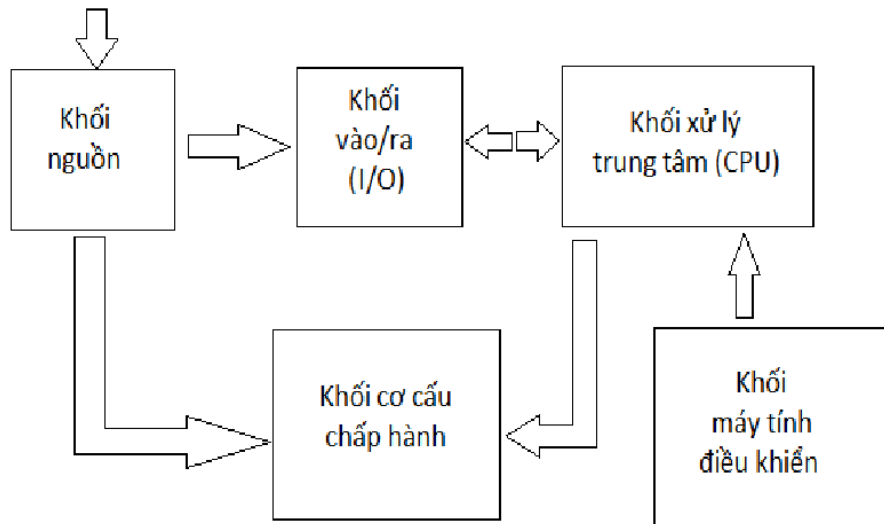 Khối
nguồn
Khối
vào/ra
(I/O)
Khối xử lý
trung tâm (CPU)
Khối cơ cấu
chấp hành
Khối
máy tính
điều khiển